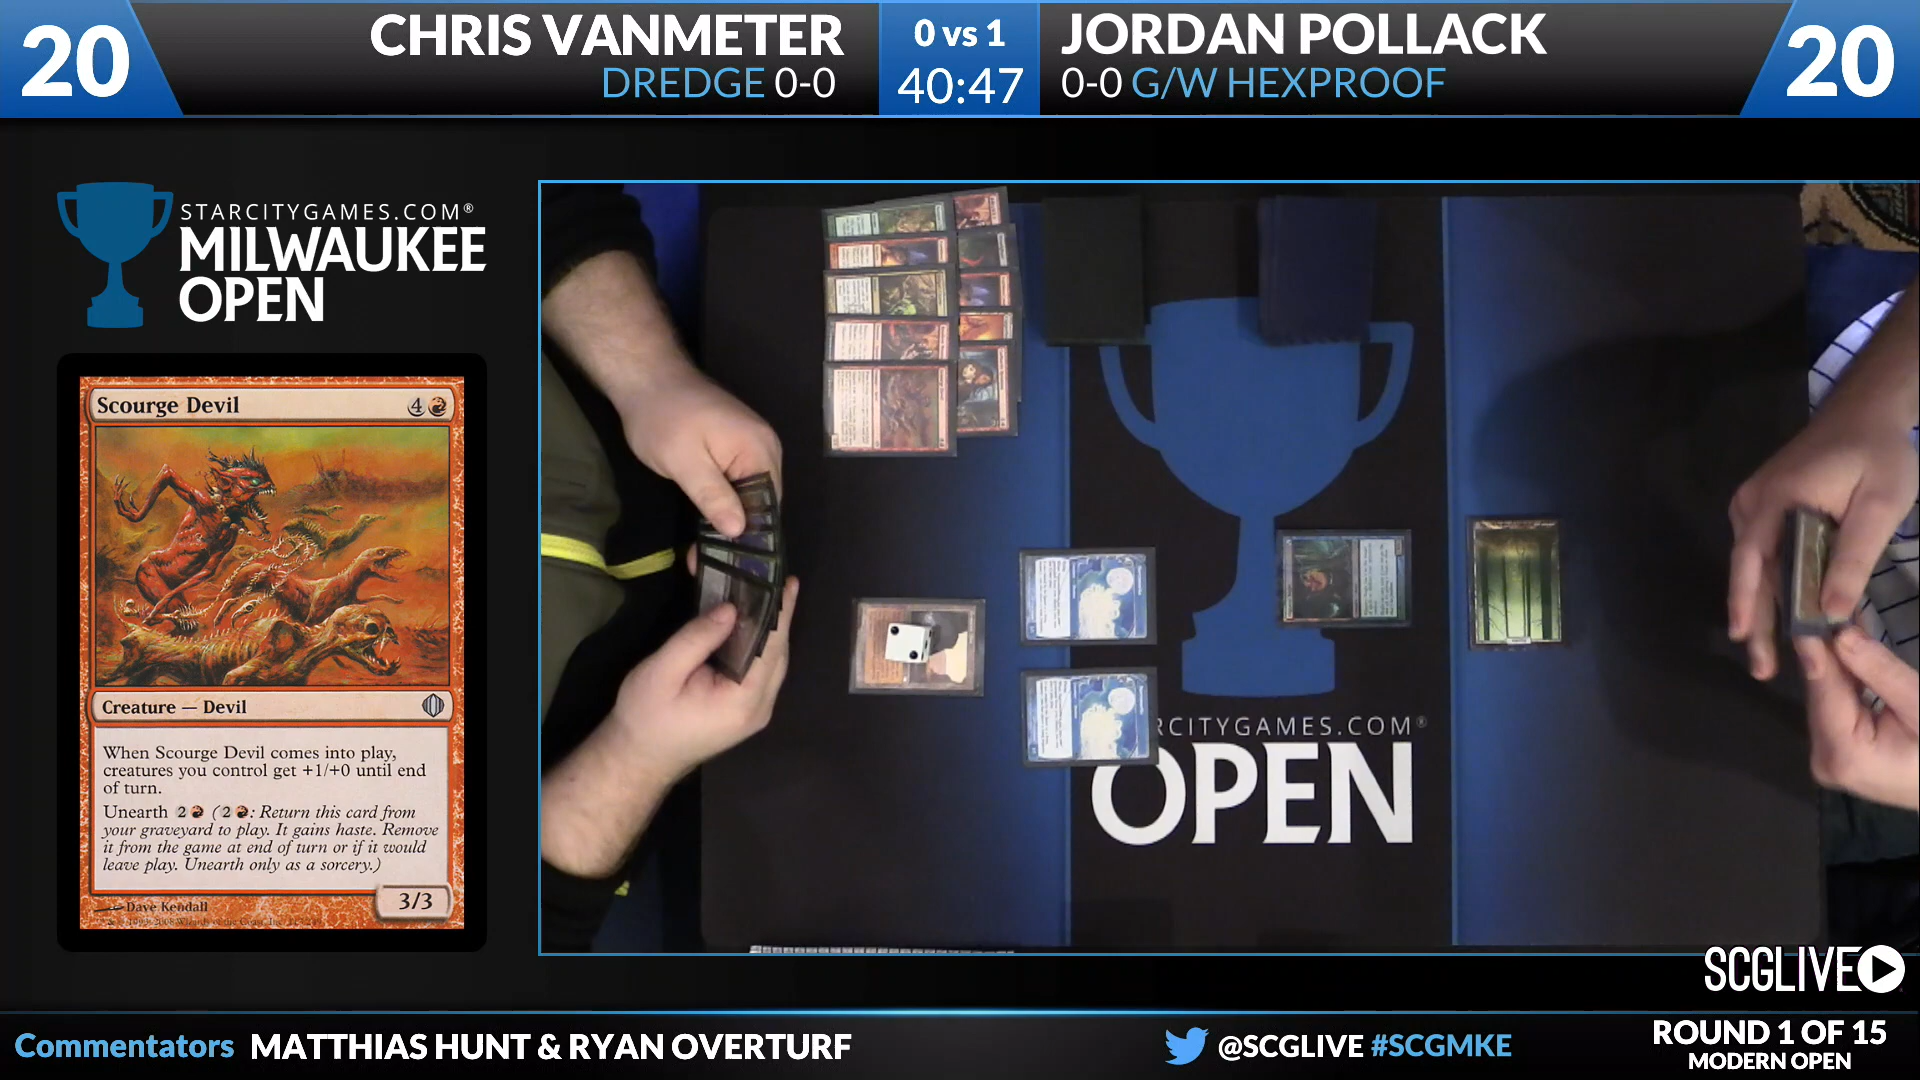 20
CHRIS VANMETER
DREDGE 0-0
0 vs 1
40:47
JORDAN POLLACK
0-0 G/W HEXPROOF
20
STARCITYGAMES.COM®
MILWAUKEE
OPEN
Scourge Devil 4
Creature — Devil
When Scourge Devil comes into play,
creatures you control get +1/+0 until end
of turn.
Unearth 2 (2: Return this card from
your graveyard to play. It gains haste. Remove
it from the game at end of turn or if it would
leave play. Unearth only as a sorcery.)
3/3
Dave Kendall
RCITYGAMES.COM®
OPEN
SCGLIVE
Commentators MATTHIAS HUNT & RYAN OVERTURF
@SCGLIVE #SCGMKE
ROUND 1 OF 15
MODERN OPEN